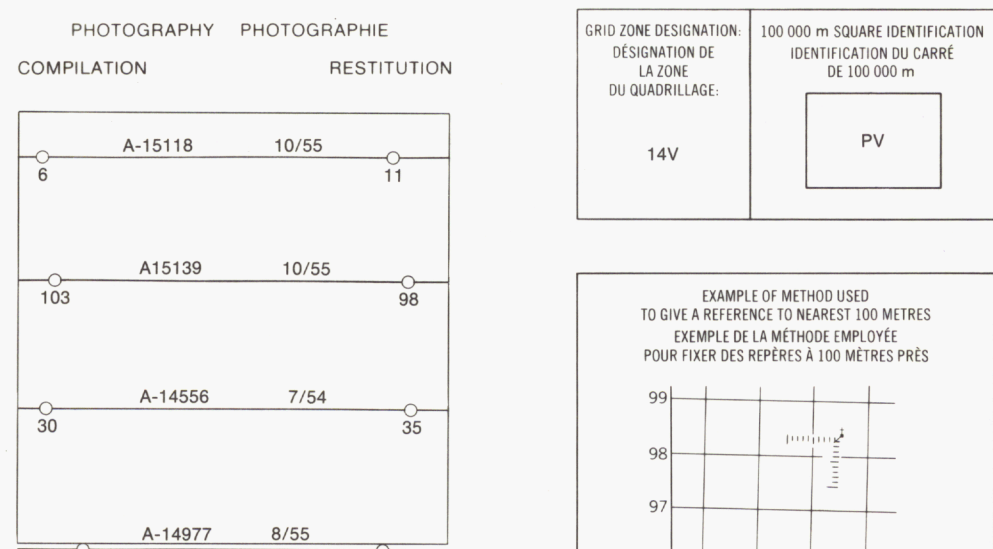 PHOTOGRAPHY PHOTOGRAPHIE
COMPILATION RESTITUTION
A-15118 10/55
6 11
A15139 10/55
103 98
A-14556 7/54
30 35
A-14977 8/55
GRID ZONE DESIGNATION:
DÉSIGNATION DE
LA ZONE
DU QUADRILLAGE:
14V
100 000 m SQUARE IDENTIFICATION
IDENTIFICATION DU CARRÉ
DE 100 000 m
PV
EXAMPLE OF METHOD USED
TO GIVE A REFERENCE TO NEAREST 100 METRES
EXEMPLE DE LA MÉTHODE EMPLOYÉE
POUR FIXER DES REPÈRES À 100 MÈTRES PRÈS
99
98
97